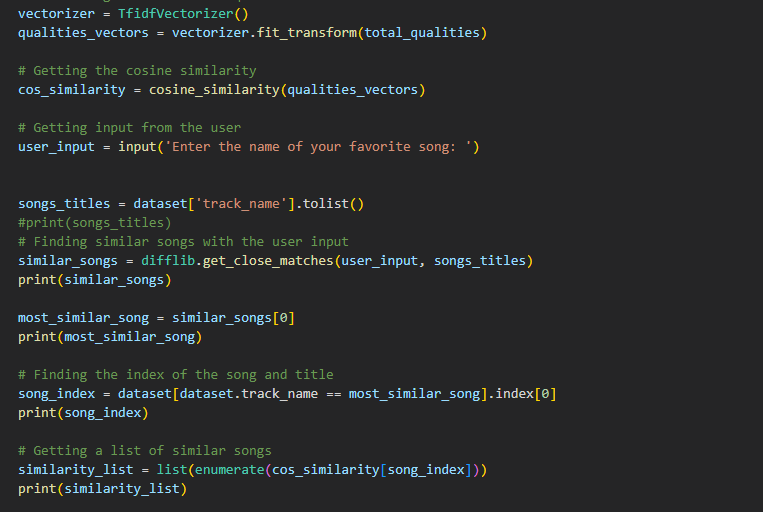 vectorizer = TfidfVectorizer()
qualities_vectors = vectorizer.fit_transform(total_qualities)
# Getting the cosine similarity
cos_similarity = cosine_similarity(qualities_vectors)
# Getting input from the user
user_input = input('Enter the name of your favorite song: ')
songs_titles = dataset['track_name'].tolist()
#print(songs_titles)
# Finding similar songs with the user input
similar_songs = difflib.get_close_matches(user_input, songs_titles)
print(similar_songs)
most_similar_song = similar_songs[0]
print(most_similar_song)
# Finding the index of the song and title
song_index = dataset[dataset.track_name == most_similar_song].index[0]
print(song_index)
# Getting a list of similar songs
similarity_list = list(enumerate(cos_similarity[song_index]))
print(similarity_list)